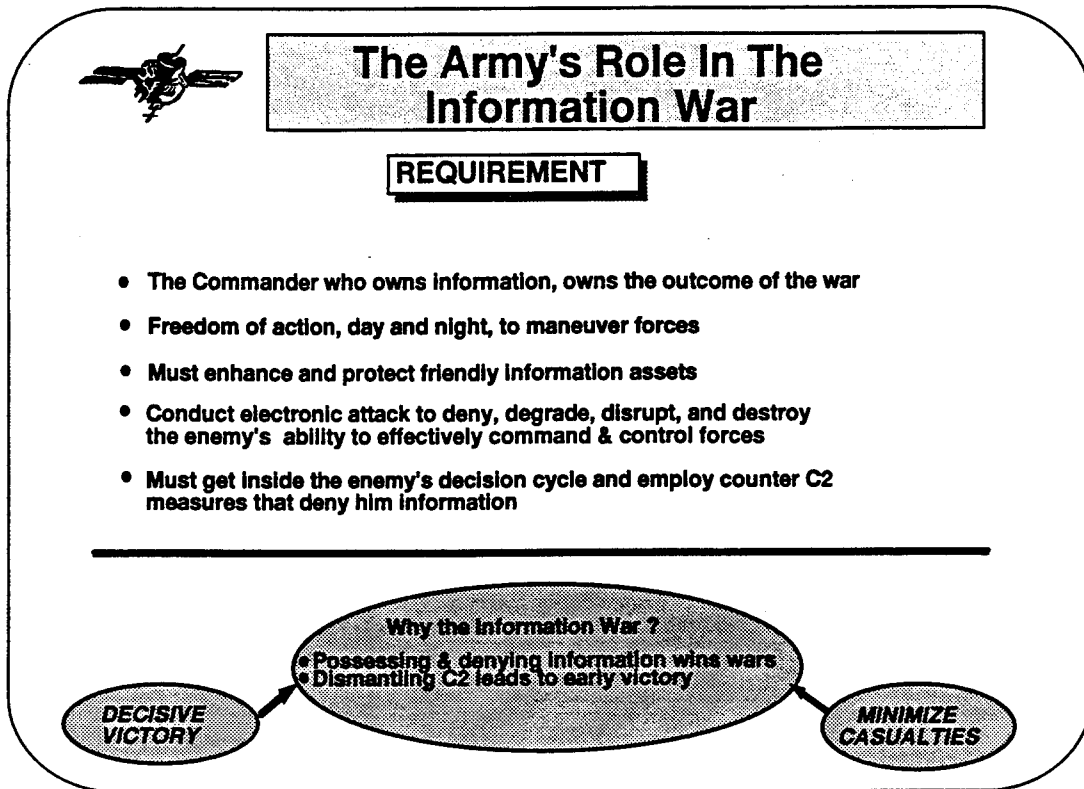 The Army's Role In The
Information War
REQUIREMENT
• The Commander who owns information, owns the outcome of the war
• Freedom of action, day and night, to maneuver forces
• Must enhance and protect friendly information assets
• Conduct electronic attack to deny, degrade, disrupt, and destroy
the enemy's ability to effectively command & control forces
• Must get inside the enemy's decision cycle and employ counter C2
measures that deny him information
Why the Information War ?
• Possessing & denying information wins wars
• Dismantling C2 leads to early victory
DECISIVE
VICTORY
MINIMIZE
CASUALTIES